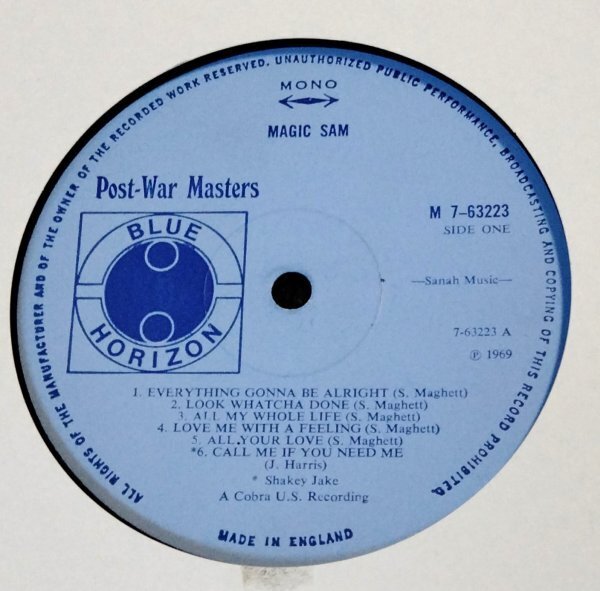 ALL RIGHTS OF THE MANUFACTURER AND OF THE OWNER OF THE RECORDED WORK RESERVED. UNAUTHORIZED PUBLIC PERFORMANCE, BROADCASTING AND COPYING OF THIS RECORD PROHIBITED.
MONO
MAGIC SAM
Post-War Masters
BLUE
HORIZON
M 7-63223
SIDE ONE
—Sanah Music—
7-63223 A
℗ 1969
1. EVERYTHING GONNA BE ALRIGHT (S. Maghett)
2. LOOK WHATCHA DONE (S. Maghett)
3. ALL MY WHOLE LIFE (S. Maghett)
4. LOVE ME WITH A FEELING (S. Maghett)
5. ALL YOUR LOVE (S. Maghett)
*6. CALL ME IF YOU NEED ME
(J. Harris)
* Shakey Jake
A Cobra U.S. Recording
MADE IN ENGLAND